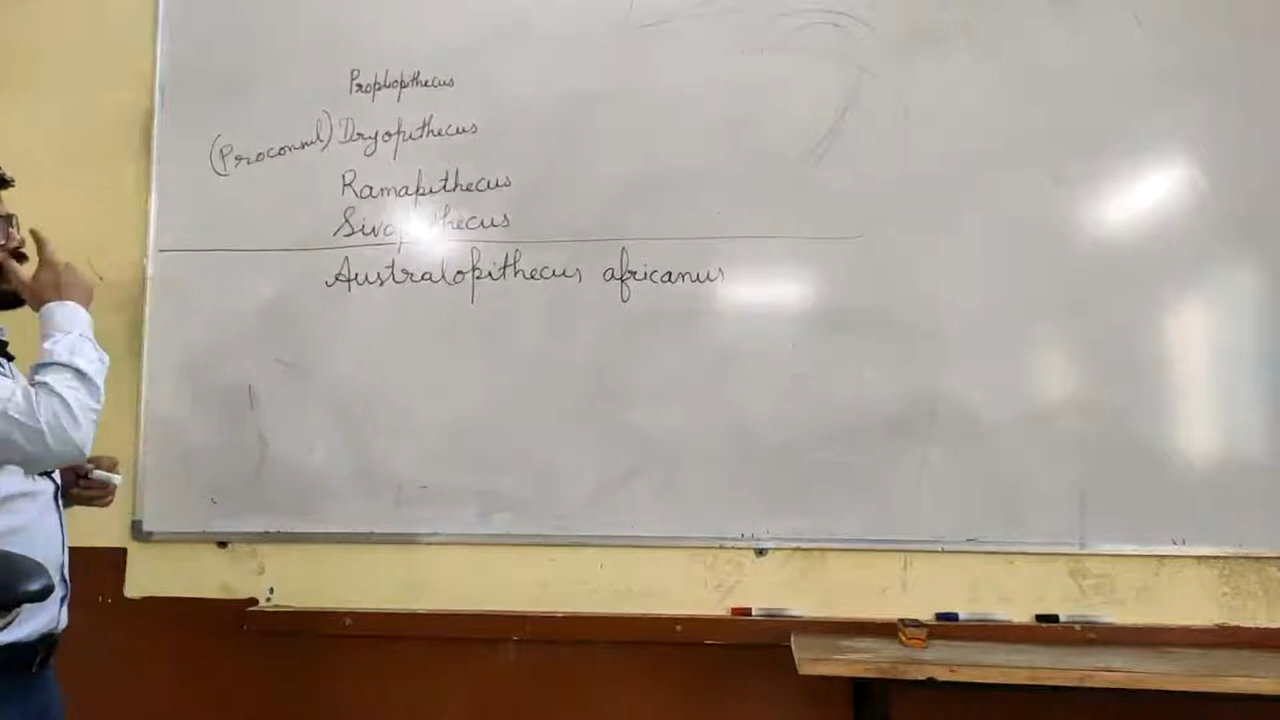 Propliopithecus
(Proconsul) Dryopithecus
Ramapithecus
Sivapithecus
Australopithecus africanus